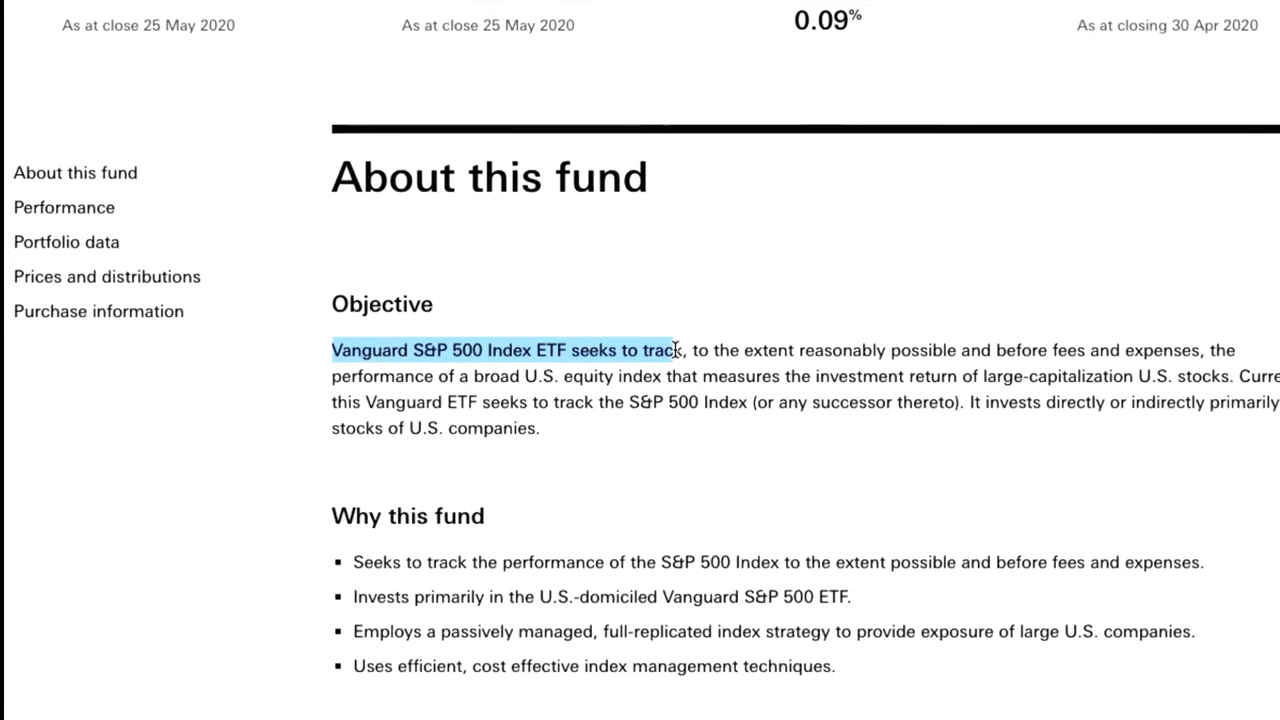 As at close 25 May 2020
As at close 25 May 2020
0.09%
As at closing 30 Apr 2020
About this fund
Performance
Portfolio data
Prices and distributions
Purchase information
About this fund
Objective
Vanguard S&P 500 Index ETF seeks to track, to the extent reasonably possible and before fees and expenses, the
performance of a broad U.S. equity index that measures the investment return of large-capitalization U.S. stocks.
this Vanguard ETF seeks to track the S&P 500 Index (or any successor thereto). It invests directly or indirectly primarily
stocks of U.S. companies.
Why this fund
▪ Seeks to track the performance of the S&P 500 Index to the extent possible and before fees and expenses.
▪ Invests primarily in the U.S.-domiciled Vanguard S&P 500 ETF.
▪ Employs a passively managed, full-replicated index strategy to provide exposure of large U.S. companies.
▪ Uses efficient, cost effective index management techniques.